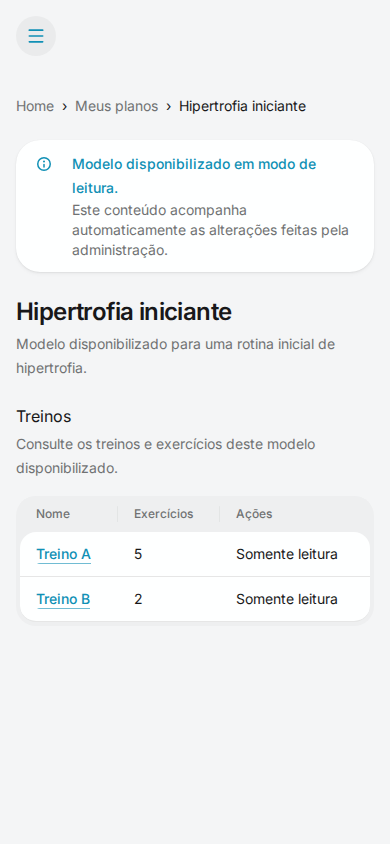 Home › Meus planos › Hipertrofia iniciante
Modelo disponibilizado em modo de
leitura.
Este conteúdo acompanha
automaticamente as alterações feitas pela
administração.
Hipertrofia iniciante
Modelo disponibilizado para uma rotina inicial de
hipertrofia.
Treinos
Consulte os treinos e exercícios deste modelo
disponibilizado.
Nome Exercícios Ações
Treino A 5 Somente leitura
Treino B 2 Somente leitura